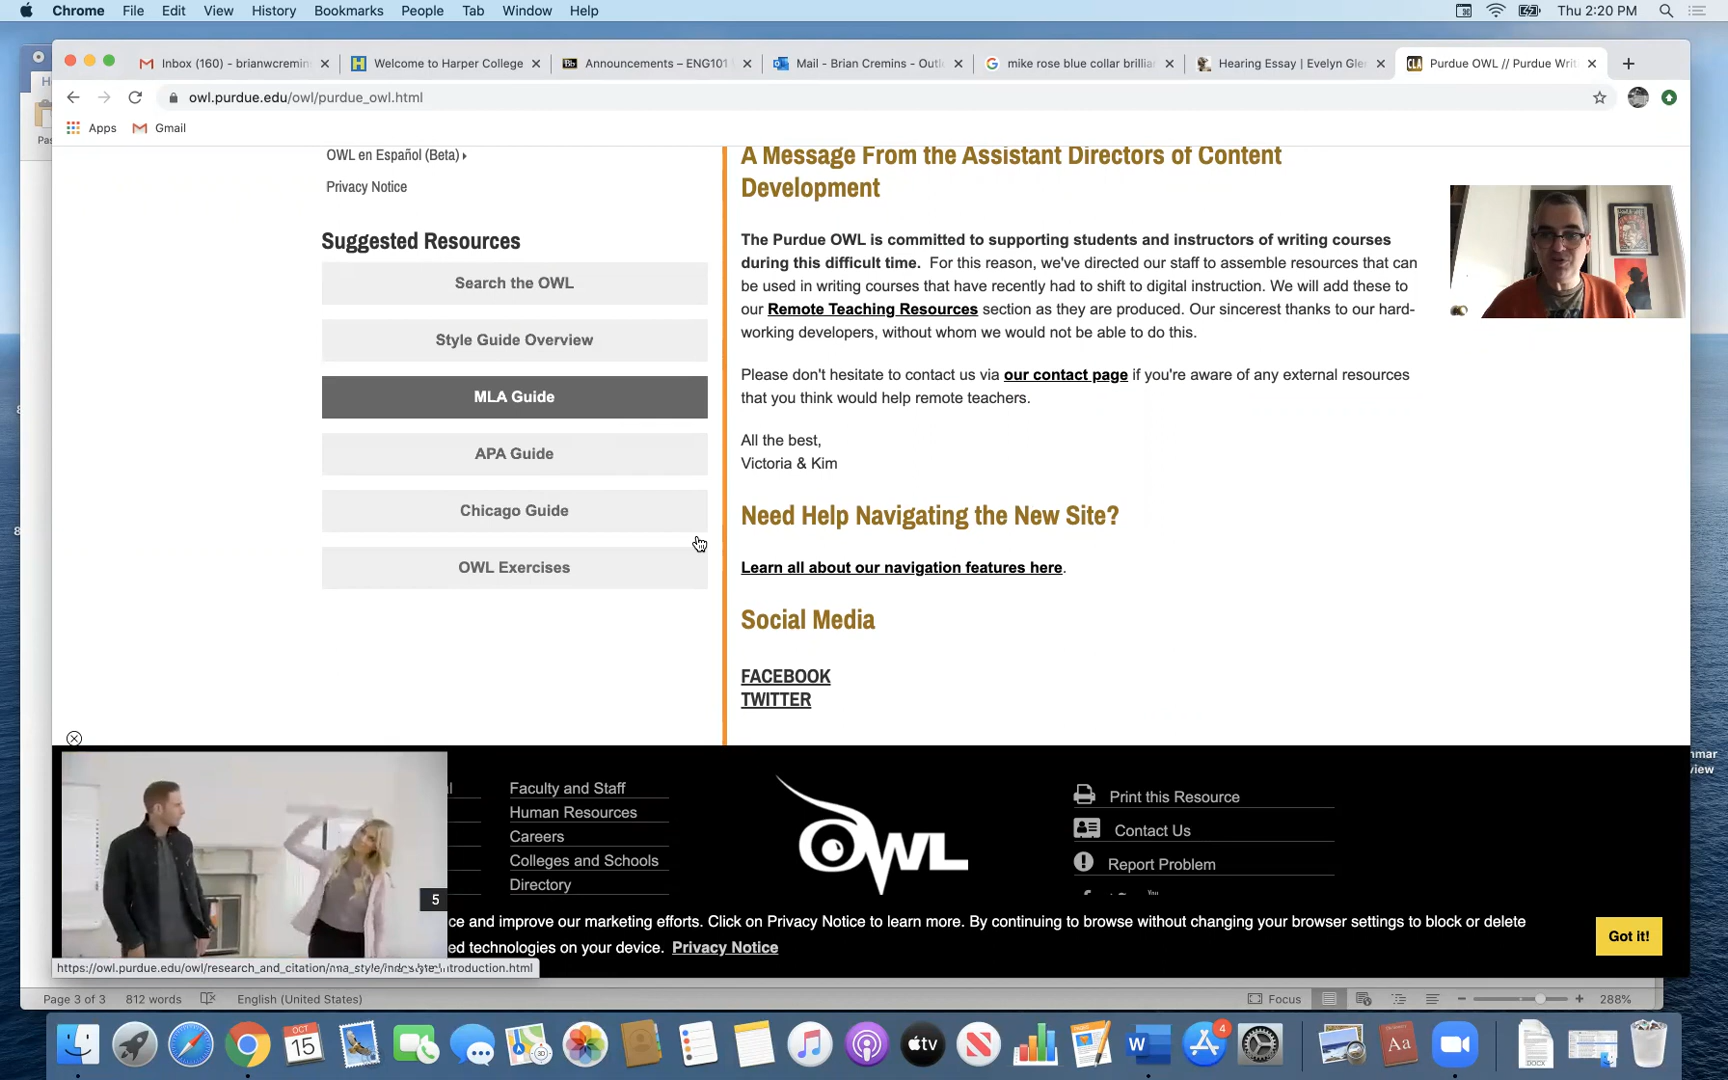 Chrome File Edit View History Bookmarks People Tab Window Help Thu 2:20 PM
Inbox (160) - brianwcremin
Welcome to Harper College
Bb Announcements – ENG101
Mail - Brian Cremins - Outl
mike rose blue collar brillia
Hearing Essay | Evelyn Gle
CLA Purdue OWL // Purdue Writ
owl.purdue.edu/owl/purdue_owl.html
Apps Gmail
OWL en Español (Beta)
Privacy Notice
Suggested Resources
Search the OWL
Style Guide Overview
MLA Guide
APA Guide
Chicago Guide
OWL Exercises
A Message From the Assistant Directors of Content
Development
The Purdue OWL is committed to supporting students and instructors of writing courses
during this difficult time. For this reason, we've directed our staff to assemble resources that can
be used in writing courses that have recently had to shift to digital instruction. We will add these to
our Remote Teaching Resources section as they are produced. Our sincerest thanks to our hard-
working developers, without whom we would not be able to do this.
Please don't hesitate to contact us via our contact page if you're aware of any external resources
that you think would help remote teachers.
All the best,
Victoria & Kim
Need Help Navigating the New Site?
Learn all about our navigation features here.
Social Media
FACEBOOK
TWITTER
Faculty and Staff
Human Resources
Careers
Colleges and Schools
Directory
OWL
Print this Resource
Contact Us
Report Problem
5
ce and improve our marketing efforts. Click on Privacy Notice to learn more. By continuing to browse without changing your browser settings to block or delete
ed technologies on your device. Privacy Notice
Got it!
mar
iew
Page 3 of 3 812 words English (United States) Focus 288%
OCT
15
tv
W
4
Aa
DOCX